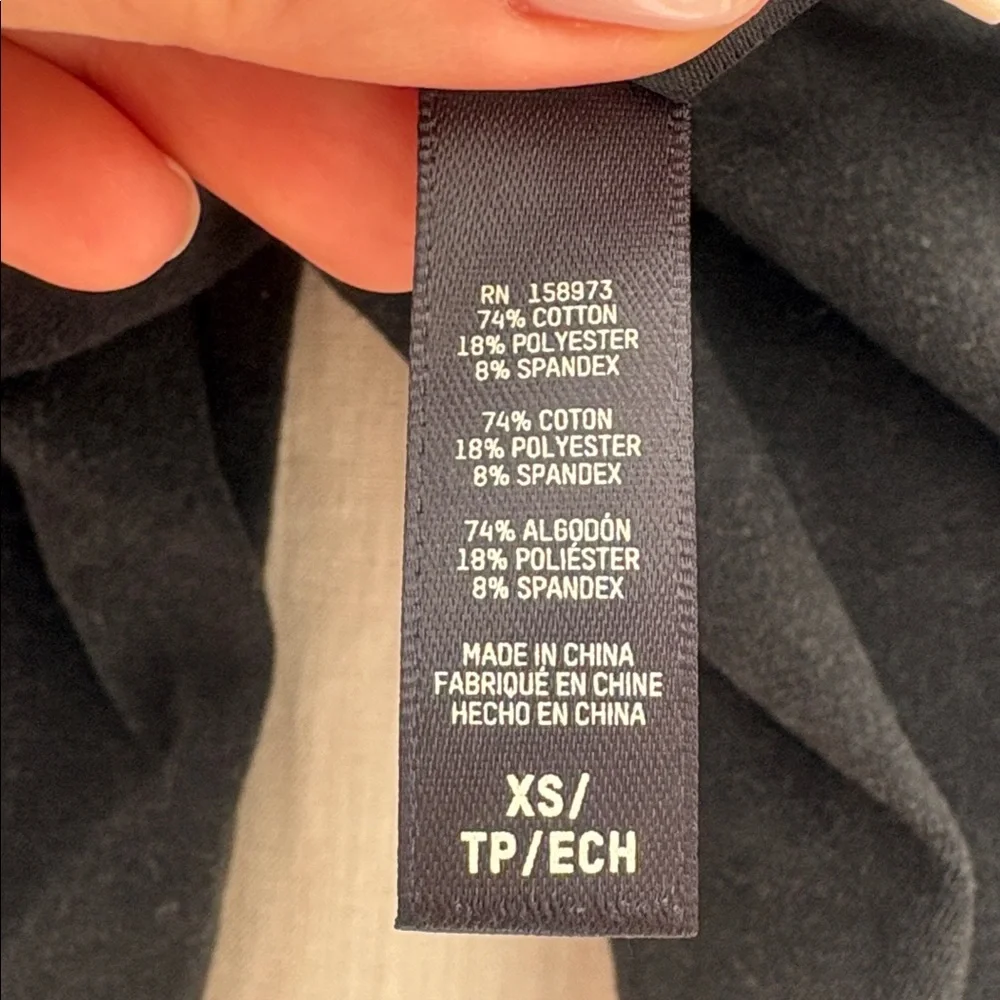 RN 158973
74% COTTON
18% POLYESTER
8% SPANDEX
74% COTON
18% POLYESTER
8% SPANDEX
74% ALGODÓN
18% POLIÉSTER
8% SPANDEX
MADE IN CHINA
FABRIQUÉ EN CHINE
HECHO EN CHINA
XS/
TP/ECH